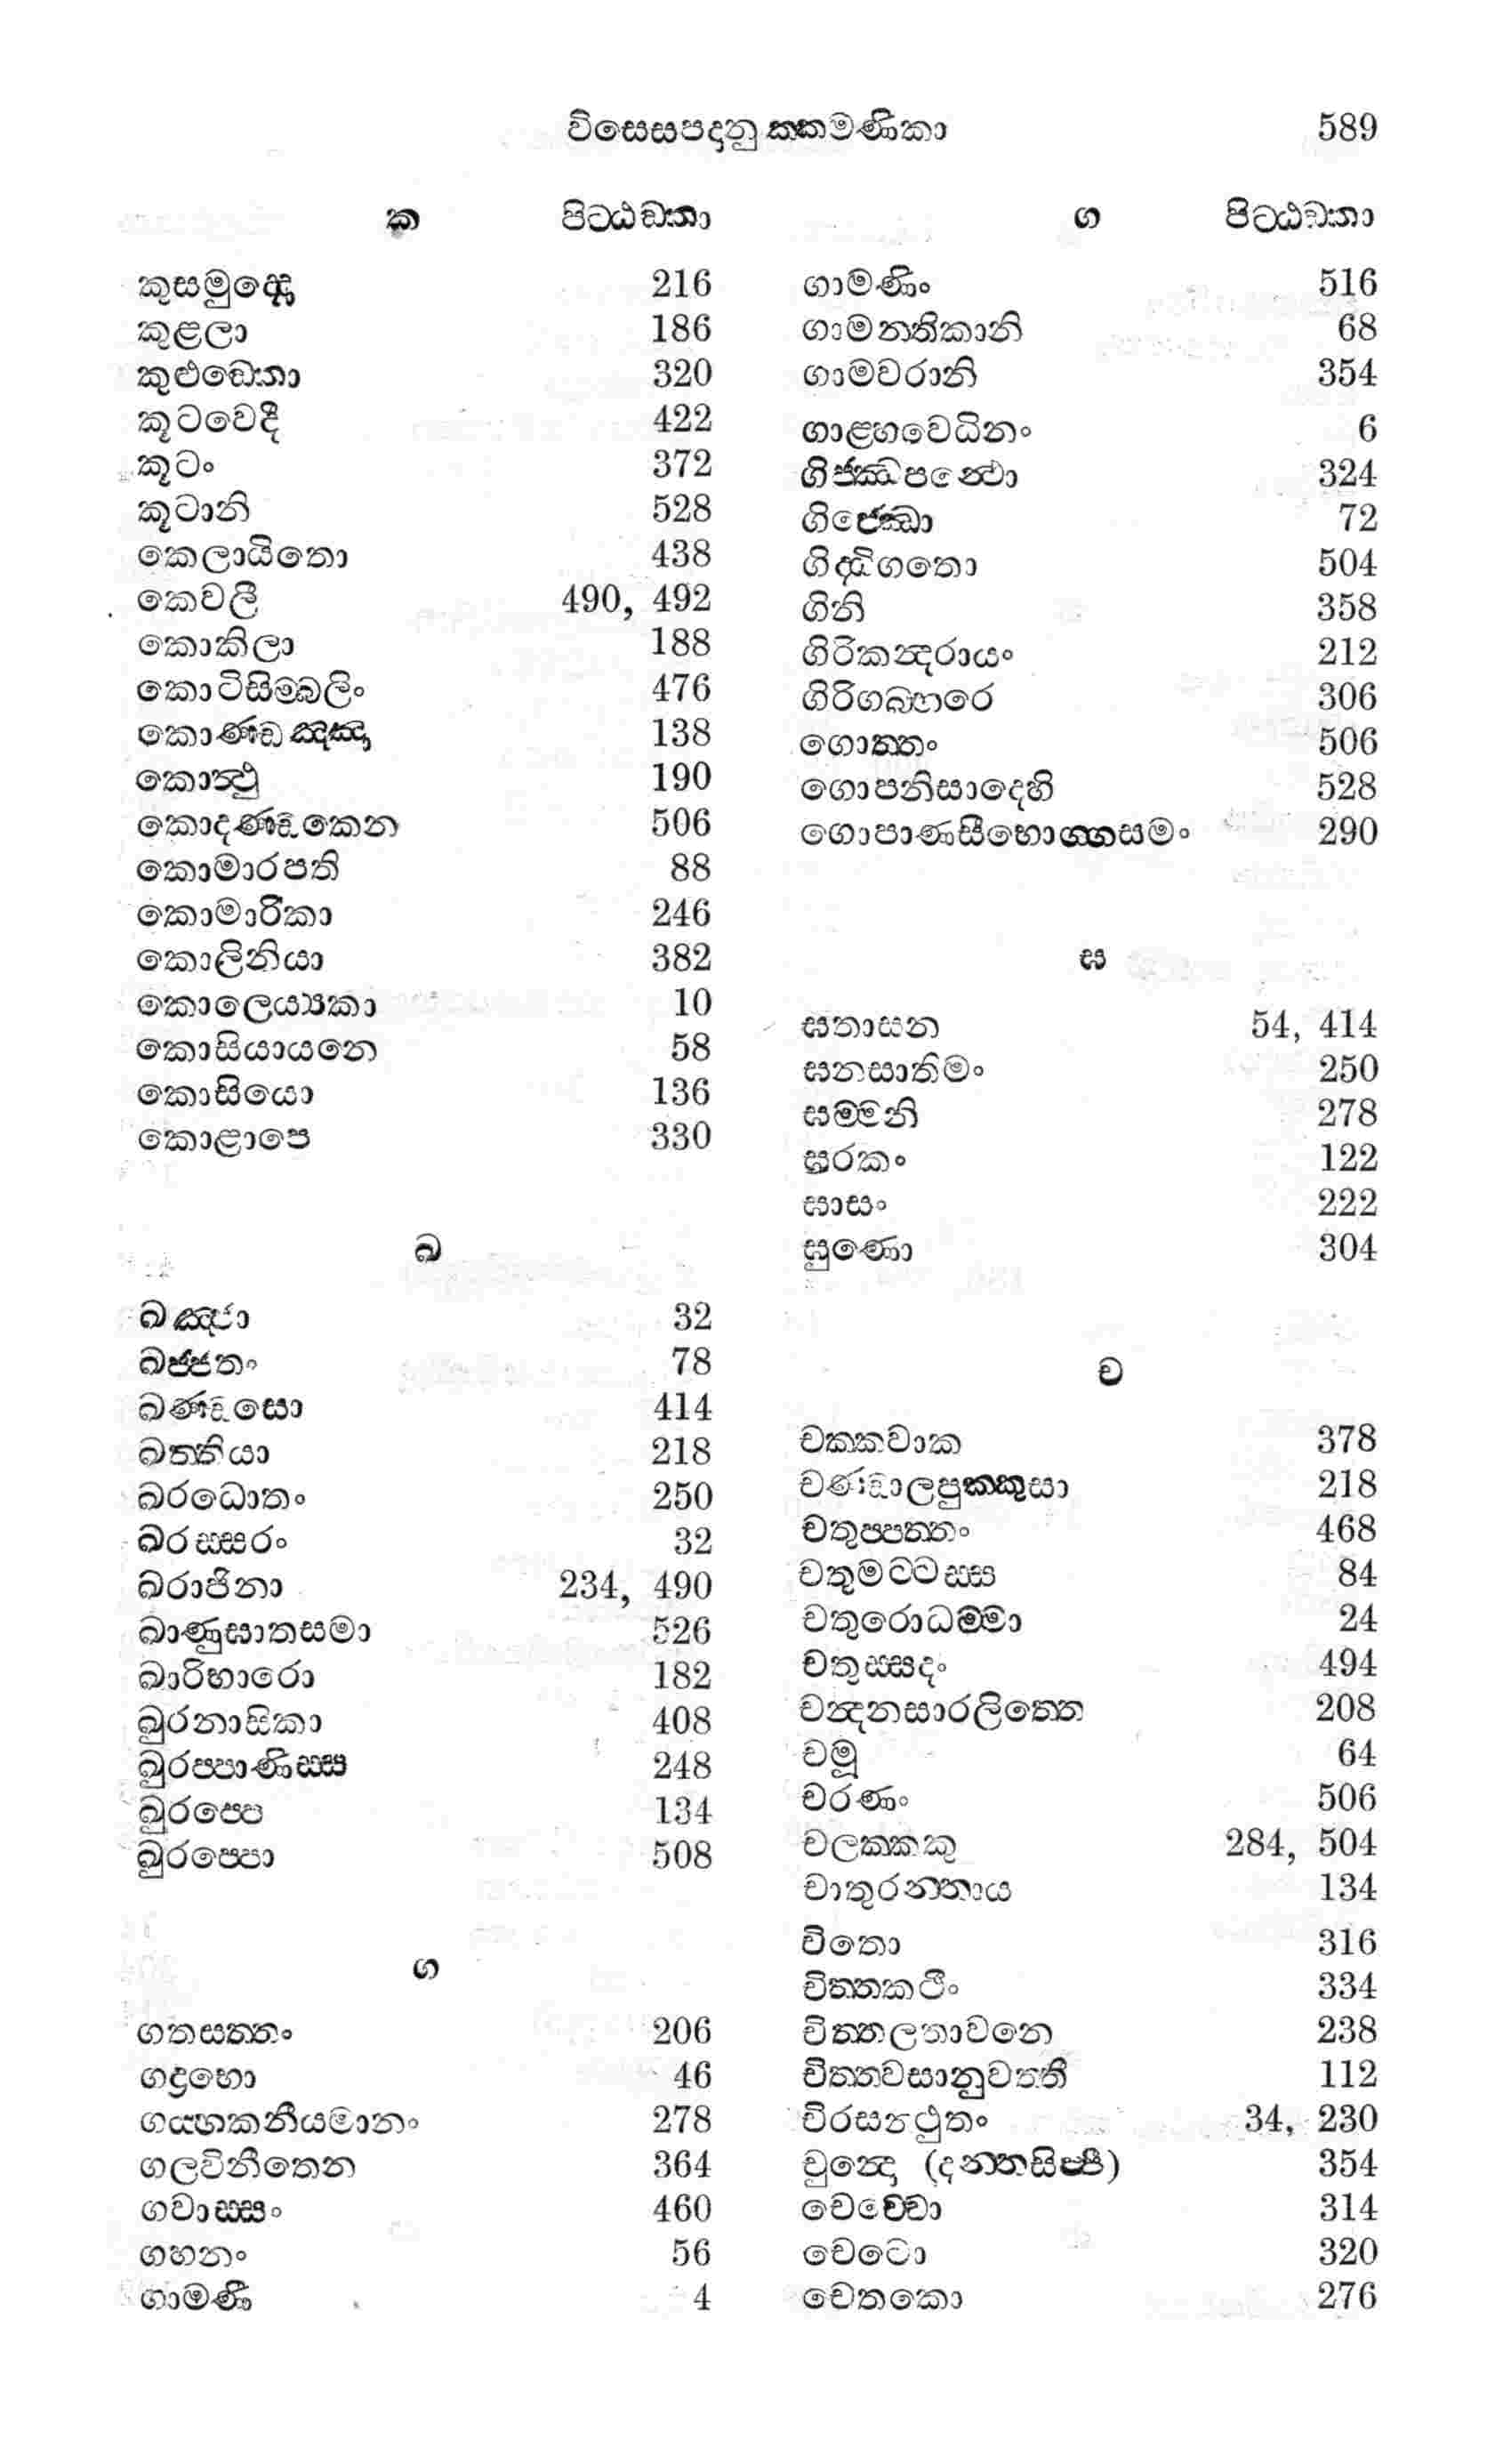 විසෙසපදානුක්කමණිකා 589
ක පිට්ඨඞ්කා
කුසමුද්දො 216
කුළලා 186
කුළුඞ්කො 320
කූටවෙදී 422
කූටං 372
කූටානි 528
කෙලායිතො 438
කෙවලී 490, 492
කොකිලා 188
කොටිසිම්බලිං 476
කොණ්ඩඤ්ඤ 138
කොත්ථු 190
කොදණ්ඩකෙන 506
කොමාරපති 88
කොමාරිකා 246
කොලිනියා 382
කොලෙය්‍යකා 10
කොසියායනෙ 58
කොසියො 136
කොළාපෙ 330
ඛ
ඛඤ්ජා 32
ඛජ්ජතං 78
ඛණ්ඩසො 414
ඛත්තියා 218
ඛරධොතං 250
ඛරස්සරං 32
ඛරාජිනා 234, 490
ඛාණුඝාතසමා 526
ඛාරිභාරො 182
ඛුරනාසිකා 408
ඛුරප්පාණිස්ස 248
ඛුරප්පෙ 134
ඛුරප්පො 508
ග
ගතසත්තං 206
ගද්‍රභො 46
ගය්හකනීයමානං 278
ගලවිනීතෙන 364
ගවාස්සං 460
ගහනං 56
ගාමණී 4
ග පිට්ඨඞ්කා
ගාමණිං 516
ගාමන්තිකානි 68
ගාමවරානි 354
ගාළ්හවෙධිනං 6
ගිජ්ඣපන්ථො 324
ගිජ්ඣො 72
ගිද්ධිගතො 504
ගිනි 358
ගිරිකන්දරායං 212
ගිරිගබ්භරෙ 306
ගොත්තං 506
ගොපනිසාදෙහි 528
ගොපාණසීභොග්ගසමං 290
ඝ
ඝතාසන 54, 414
ඝනසාතිමං 250
ඝම්මනි 278
ඝරකං 122
ඝාසං 222
ඝුණො 304
ච
චක්කවාක 378
චණ්ඩාලපුක්කුසා 218
චතුප්පත්තං 468
චතුමට්ටස්ස 84
චතුරොධම්මා 24
චතුස්සදං 494
චන්දනසාරලිත්තෙ 208
චමූ 64
චරණං 506
චලක්කකු 284, 504
චාතුරන්තාය 134
චිතො 316
චිත්තකථීං 334
චිත්තලතාවනෙ 238
චිත්තවසානුවත්තී 112
චිරසන්ථුතං 34, 230
චුන්දො (දන්තසිප්පී) 354
චෙච්චො 314
චෙටො 320
චෙතකො 276